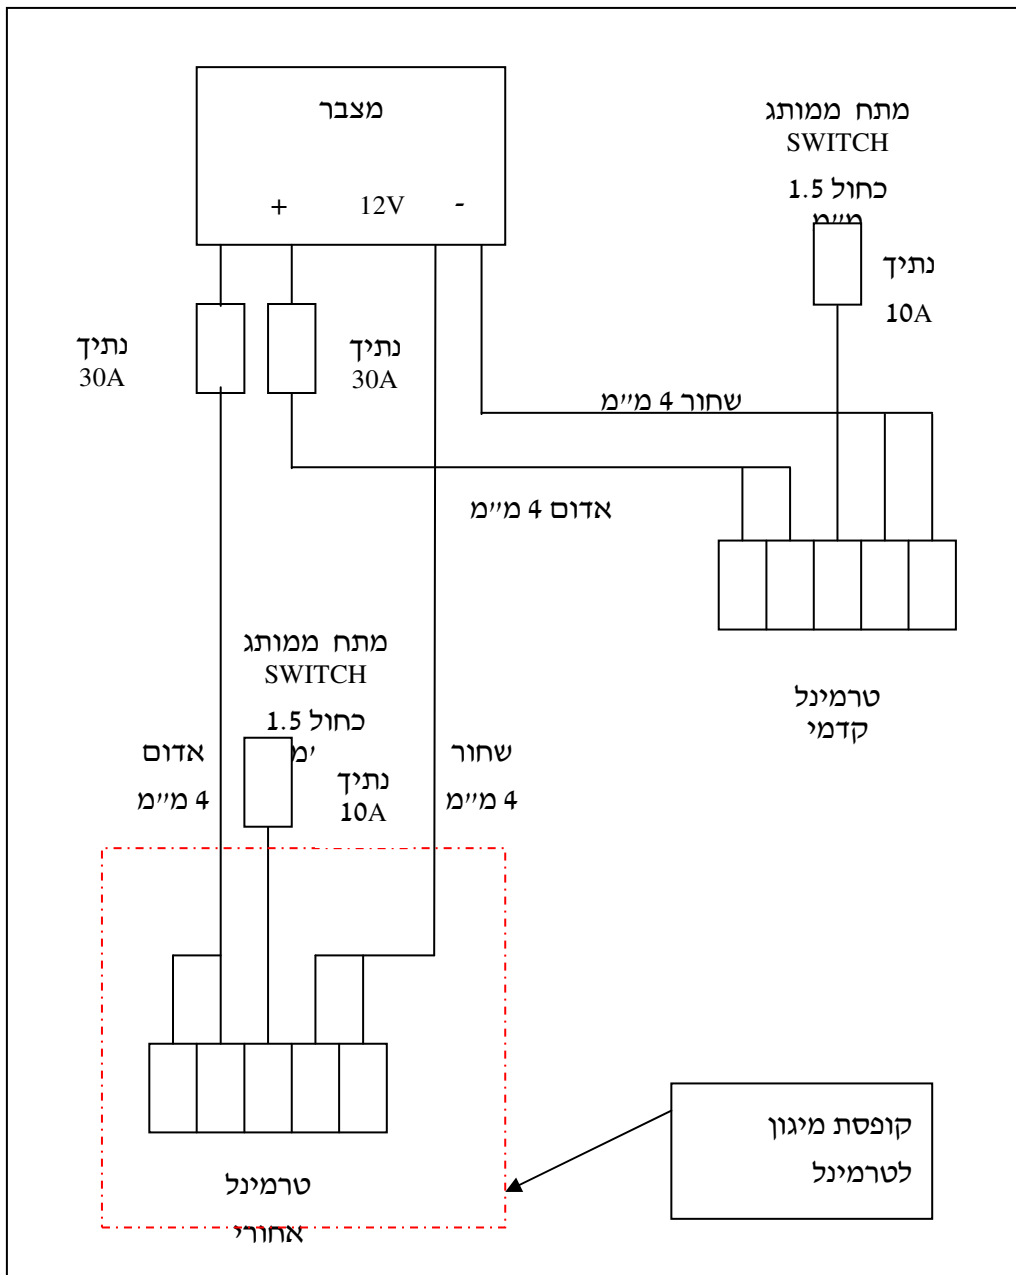 מצבר
+ 12V -
מתח ממותג
SWITCH
כחול 1.5
מ״מ
נתיך
10A
נתיך
30A
נתיך
30A
שחור 4 מ״מ
אדום 4 מ״מ
טרמינל
קדמי
מתח ממותג
SWITCH
כחול 1.5
נתיך
10A
אדום
4 מ״מ
שחור
4 מ״מ
טרמינל
אחורי
קופסת מיגון
לטרמינל